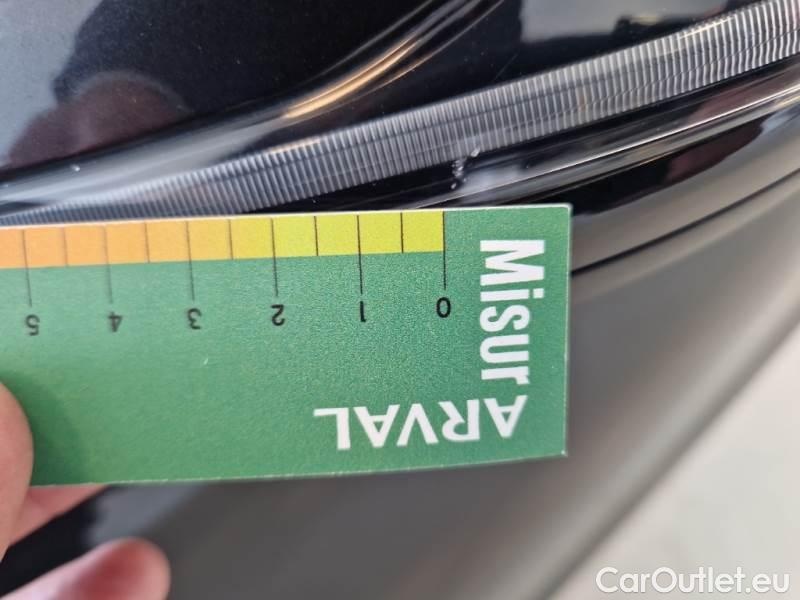 5 4 3 2 1 0
Misur
ARVAL
CarOutlet.eu